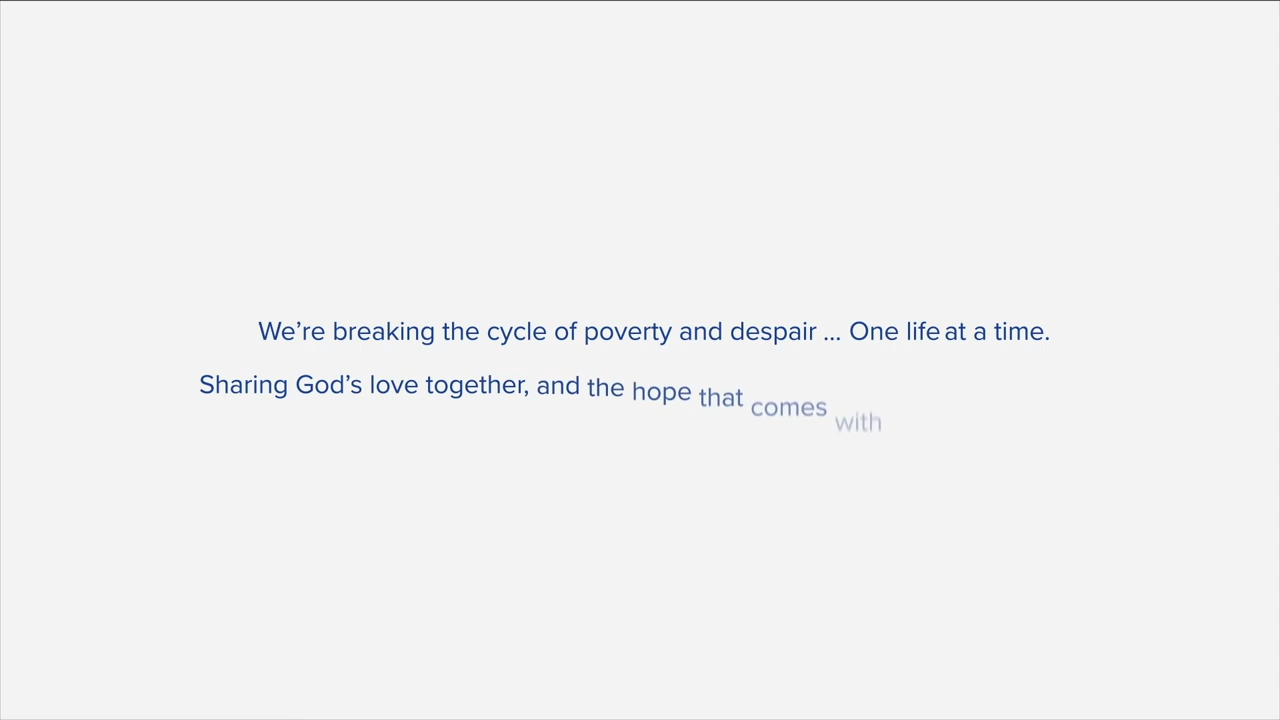 We’re breaking the cycle of poverty and despair ... One life at a time.
Sharing God’s love together, and the hope that comes with